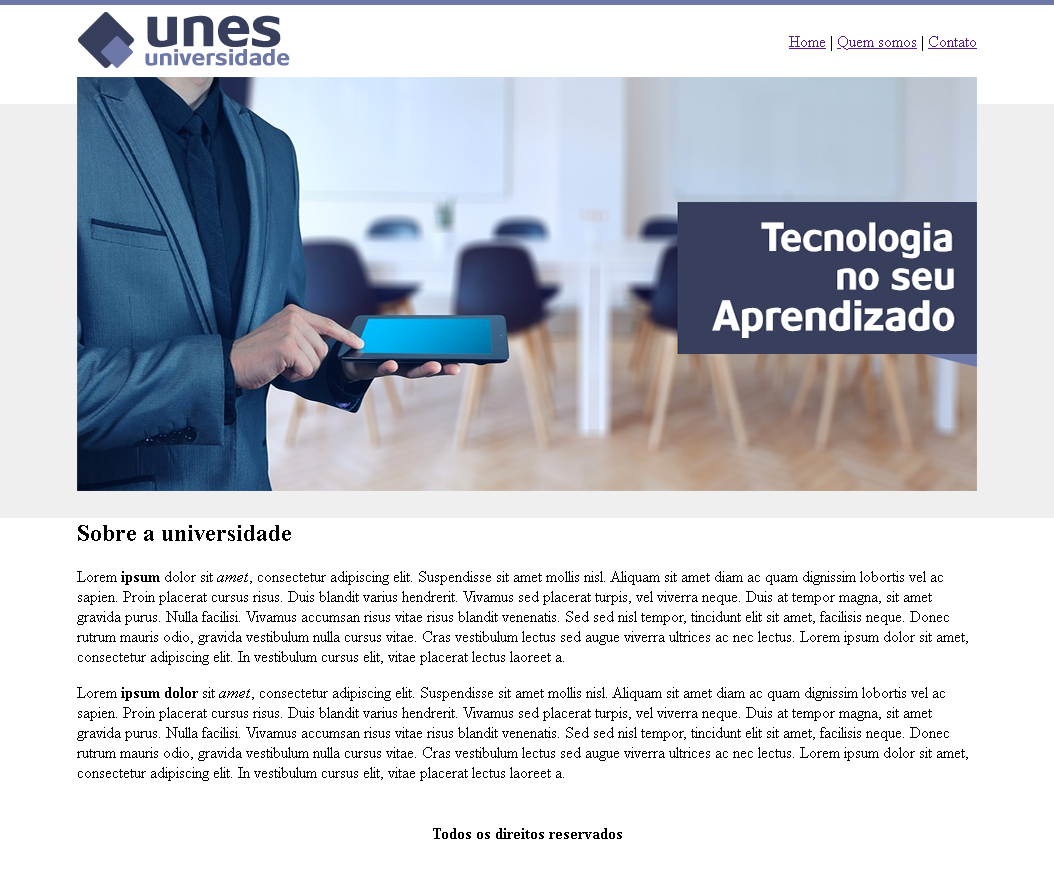 unes
universidade
Home | Quem somos | Contato
Tecnologia
no seu
Aprendizado
Sobre a universidade
Lorem ipsum dolor sit amet, consectetur adipiscing elit. Suspendisse sit amet mollis nisl. Aliquam sit amet diam ac quam dignissim lobortis vel ac
sapien. Proin placerat cursus risus. Duis blandit varius hendrerit. Vivamus sed placerat turpis, vel viverra neque. Duis at tempor magna, sit amet
gravida purus. Nulla facilisi. Vivamus accumsan risus vitae risus blandit venenatis. Sed sed nisl tempor, tincidunt elit sit amet, facilisis neque. Donec
rutrum mauris odio, gravida vestibulum nulla cursus vitae. Cras vestibulum lectus sed augue viverra ultrices ac nec lectus. Lorem ipsum dolor sit amet,
consectetur adipiscing elit. In vestibulum cursus elit, vitae placerat lectus laoreet a.
Lorem ipsum dolor sit amet, consectetur adipiscing elit. Suspendisse sit amet mollis nisl. Aliquam sit amet diam ac quam dignissim lobortis vel ac
sapien. Proin placerat cursus risus. Duis blandit varius hendrerit. Vivamus sed placerat turpis, vel viverra neque. Duis at tempor magna, sit amet
gravida purus. Nulla facilisi. Vivamus accumsan risus vitae risus blandit venenatis. Sed sed nisl tempor, tincidunt elit sit amet, facilisis neque. Donec
rutrum mauris odio, gravida vestibulum nulla cursus vitae. Cras vestibulum lectus sed augue viverra ultrices ac nec lectus. Lorem ipsum dolor sit amet,
consectetur adipiscing elit. In vestibulum cursus elit, vitae placerat lectus laoreet a.
Todos os direitos reservados